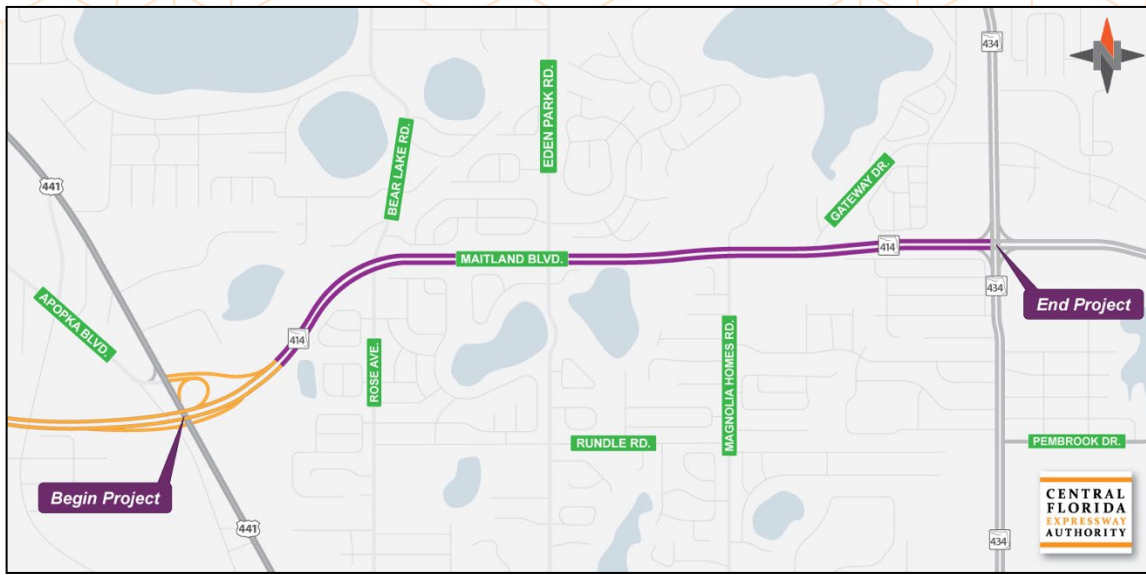 434
N
EDEN PARK RD.
BEAR LAKE RD.
441
GATEWAY DR.
414
MAITLAND BLVD.
434
End Project
APOPKA BLVD.
414
ROSE AVE.
MAGNOLIA HOMES RD.
RUNDLE RD.
PEMBROOK DR.
Begin Project
CENTRAL
FLORIDA
EXPRESSWAY
AUTHORITY
441
434